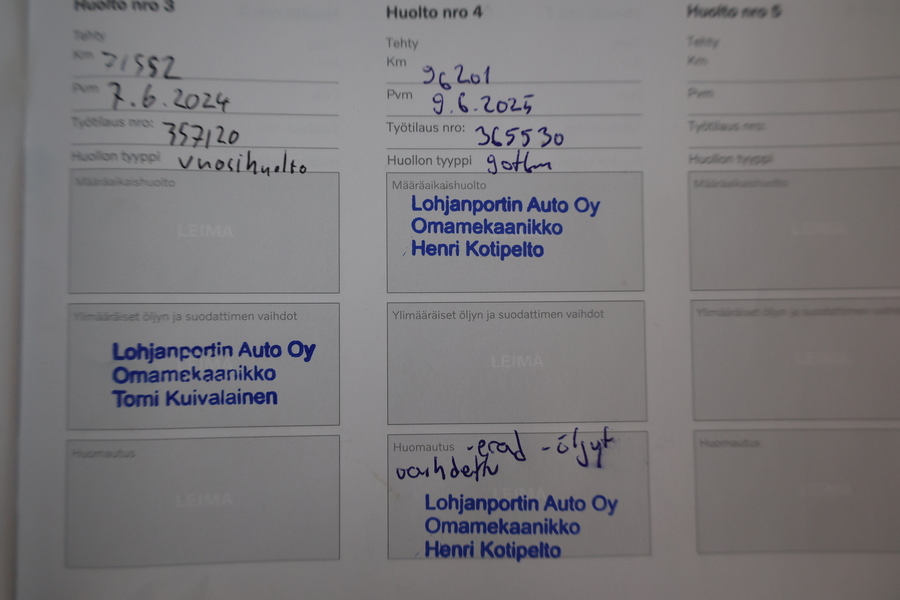 Huolto nro 3
Tehty
Km 71552
Pvm 7.6.2024
Työtilaus nro: 357120
Huollon tyyppi vuosihuolto
Määräaikaishuolto
LEIMA
Ylimääräiset öljyn ja suodattimen vaihdot
Lohjanportin Auto Oy
Omamekaanikko
Tomi Kuivalainen
Huomautus
LEIMA
Huolto nro 4
Tehty
Km 96201
Pvm 9.6.2025
Työtilaus nro: 365530
Huollon tyyppi 90tkm
Määräaikaishuolto
Lohjanportin Auto Oy
Omamekaanikko
Henri Kotipelto
Ylimääräiset öljyn ja suodattimen vaihdot
LEIMA
Huomautus -erad -öljyt
vaihdettu
Lohjanportin Auto Oy
Omamekaanikko
Henri Kotipelto
Huolto nro 5
Tehty
Km
Pvm
Työtilaus nro:
Huollon tyyppi
Määräaikaishuolto
LEIMA
Ylimääräiset öljyn ja suodattimen
LEIMA
Huomautus
LEIMA